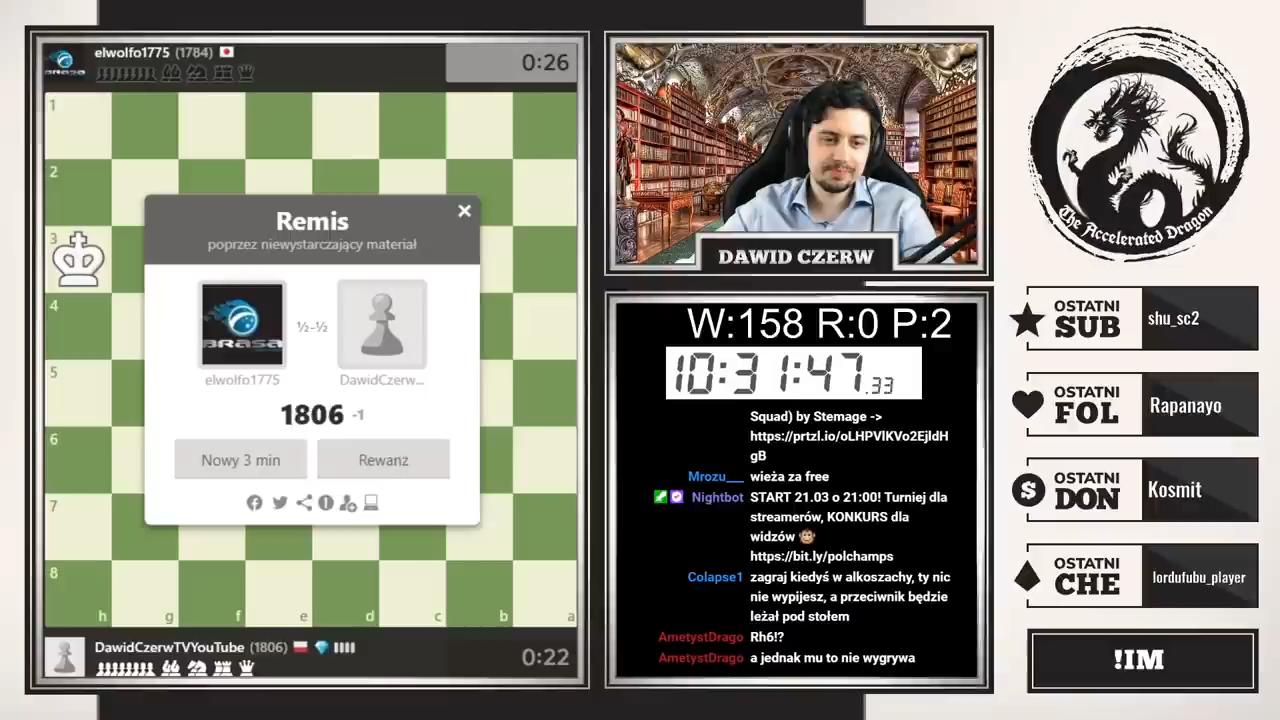 elwolfo1775 (1784)
BRASA
0:26
1
2
3
4
5
6
7
8
h g f e d c b a
Remis
poprzez niewystarczający materiał
BRASA
½-½
elwolfo1775
DawidCzerw...
1806 -1
Nowy 3 min
Rewanż
DawidCzerwTVYouTube (1806)
0:22
DAWID CZERW
W:158 R:0 P:2
10:31:47.33
Squad) by Stemage ->
https://prtzl.io/oLHPVlKVo2EjldH
gB
Mrozu___ wieża za free
Nightbot START 21.03 o 21:00! Turniej dla
streamerów, KONKURS dla
widzów
https://bit.ly/polchamps
Colapse1 zagraj kiedyś w alkoszachy, ty nic
nie wypijesz, a przeciwnik będzie
leżał pod stołem
AmetystDrago Rh6!?
AmetystDrago a jednak mu to nie wygrywa
The Accelerated Dragon
OSTATNI
SUB
shu_sc2
OSTATNI
FOL
Rapanayo
OSTATNI
DON
Kosmit
OSTATNI
CHE
lordufubu_player
!IM